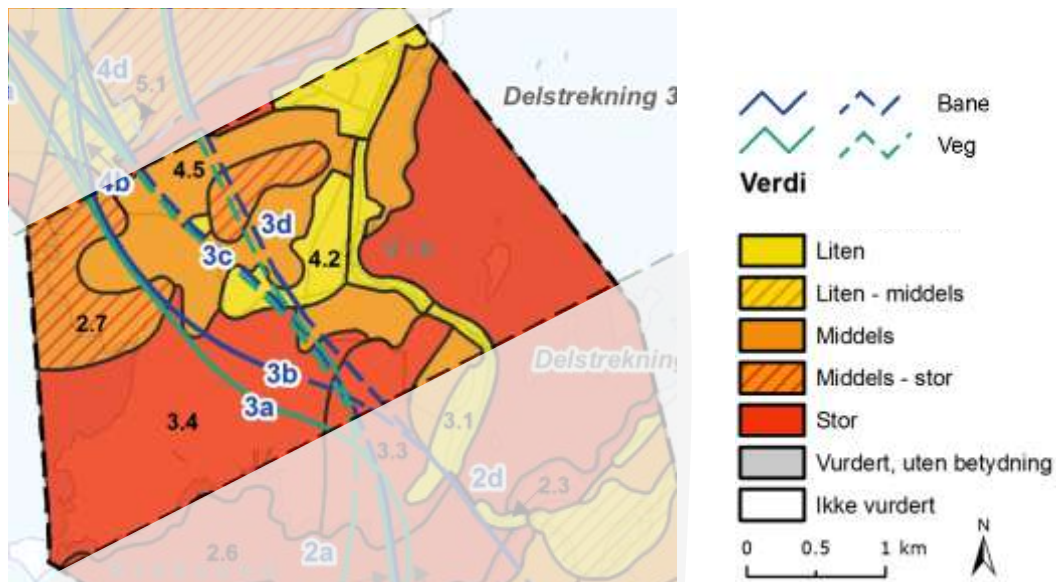 4d
5.1
Delstrekning 3
4b
4.5
3d
3c
4.2
V i k
2.7
3b
3a
3.4
Delstrekning
3.1
3.3
2d
2.3
2.6
2a
Bane
Veg
Verdi
Liten
Liten - middels
Middels
Middels - stor
Stor
Vurdert, uten betydning
Ikke vurdert
N
0 0.5 1 km